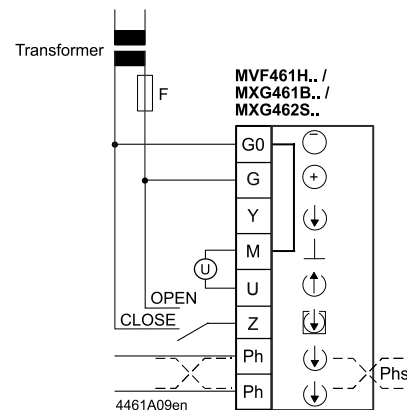 Transformer
F
MVF461H.. /
MXG461B.. /
MXG462S..
G0
G
Y
M
U
U
OPEN
CLOSE
Z
Ph
Phs
Ph
4461A09en